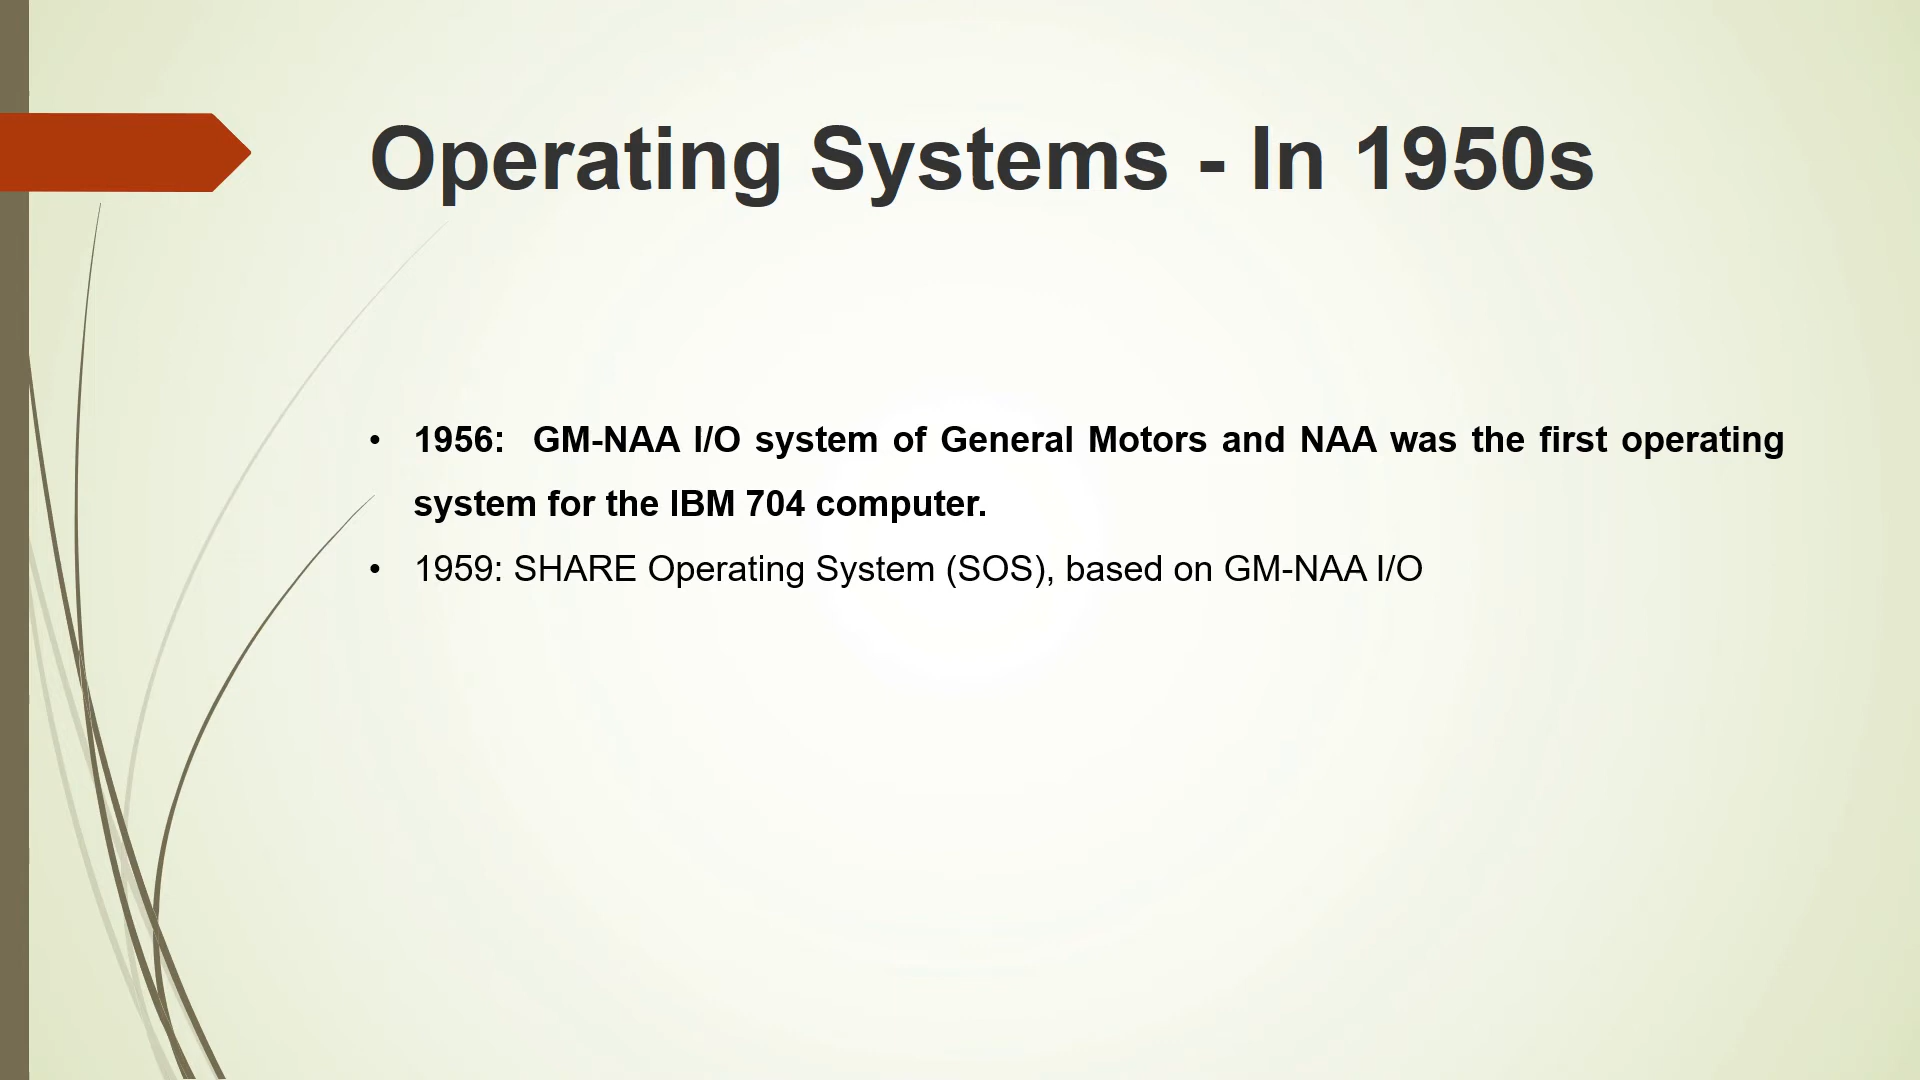 Operating Systems - In 1950s
• 1956: GM-NAA I/O system of General Motors and NAA was the first operating
system for the IBM 704 computer.
• 1959: SHARE Operating System (SOS), based on GM-NAA I/O